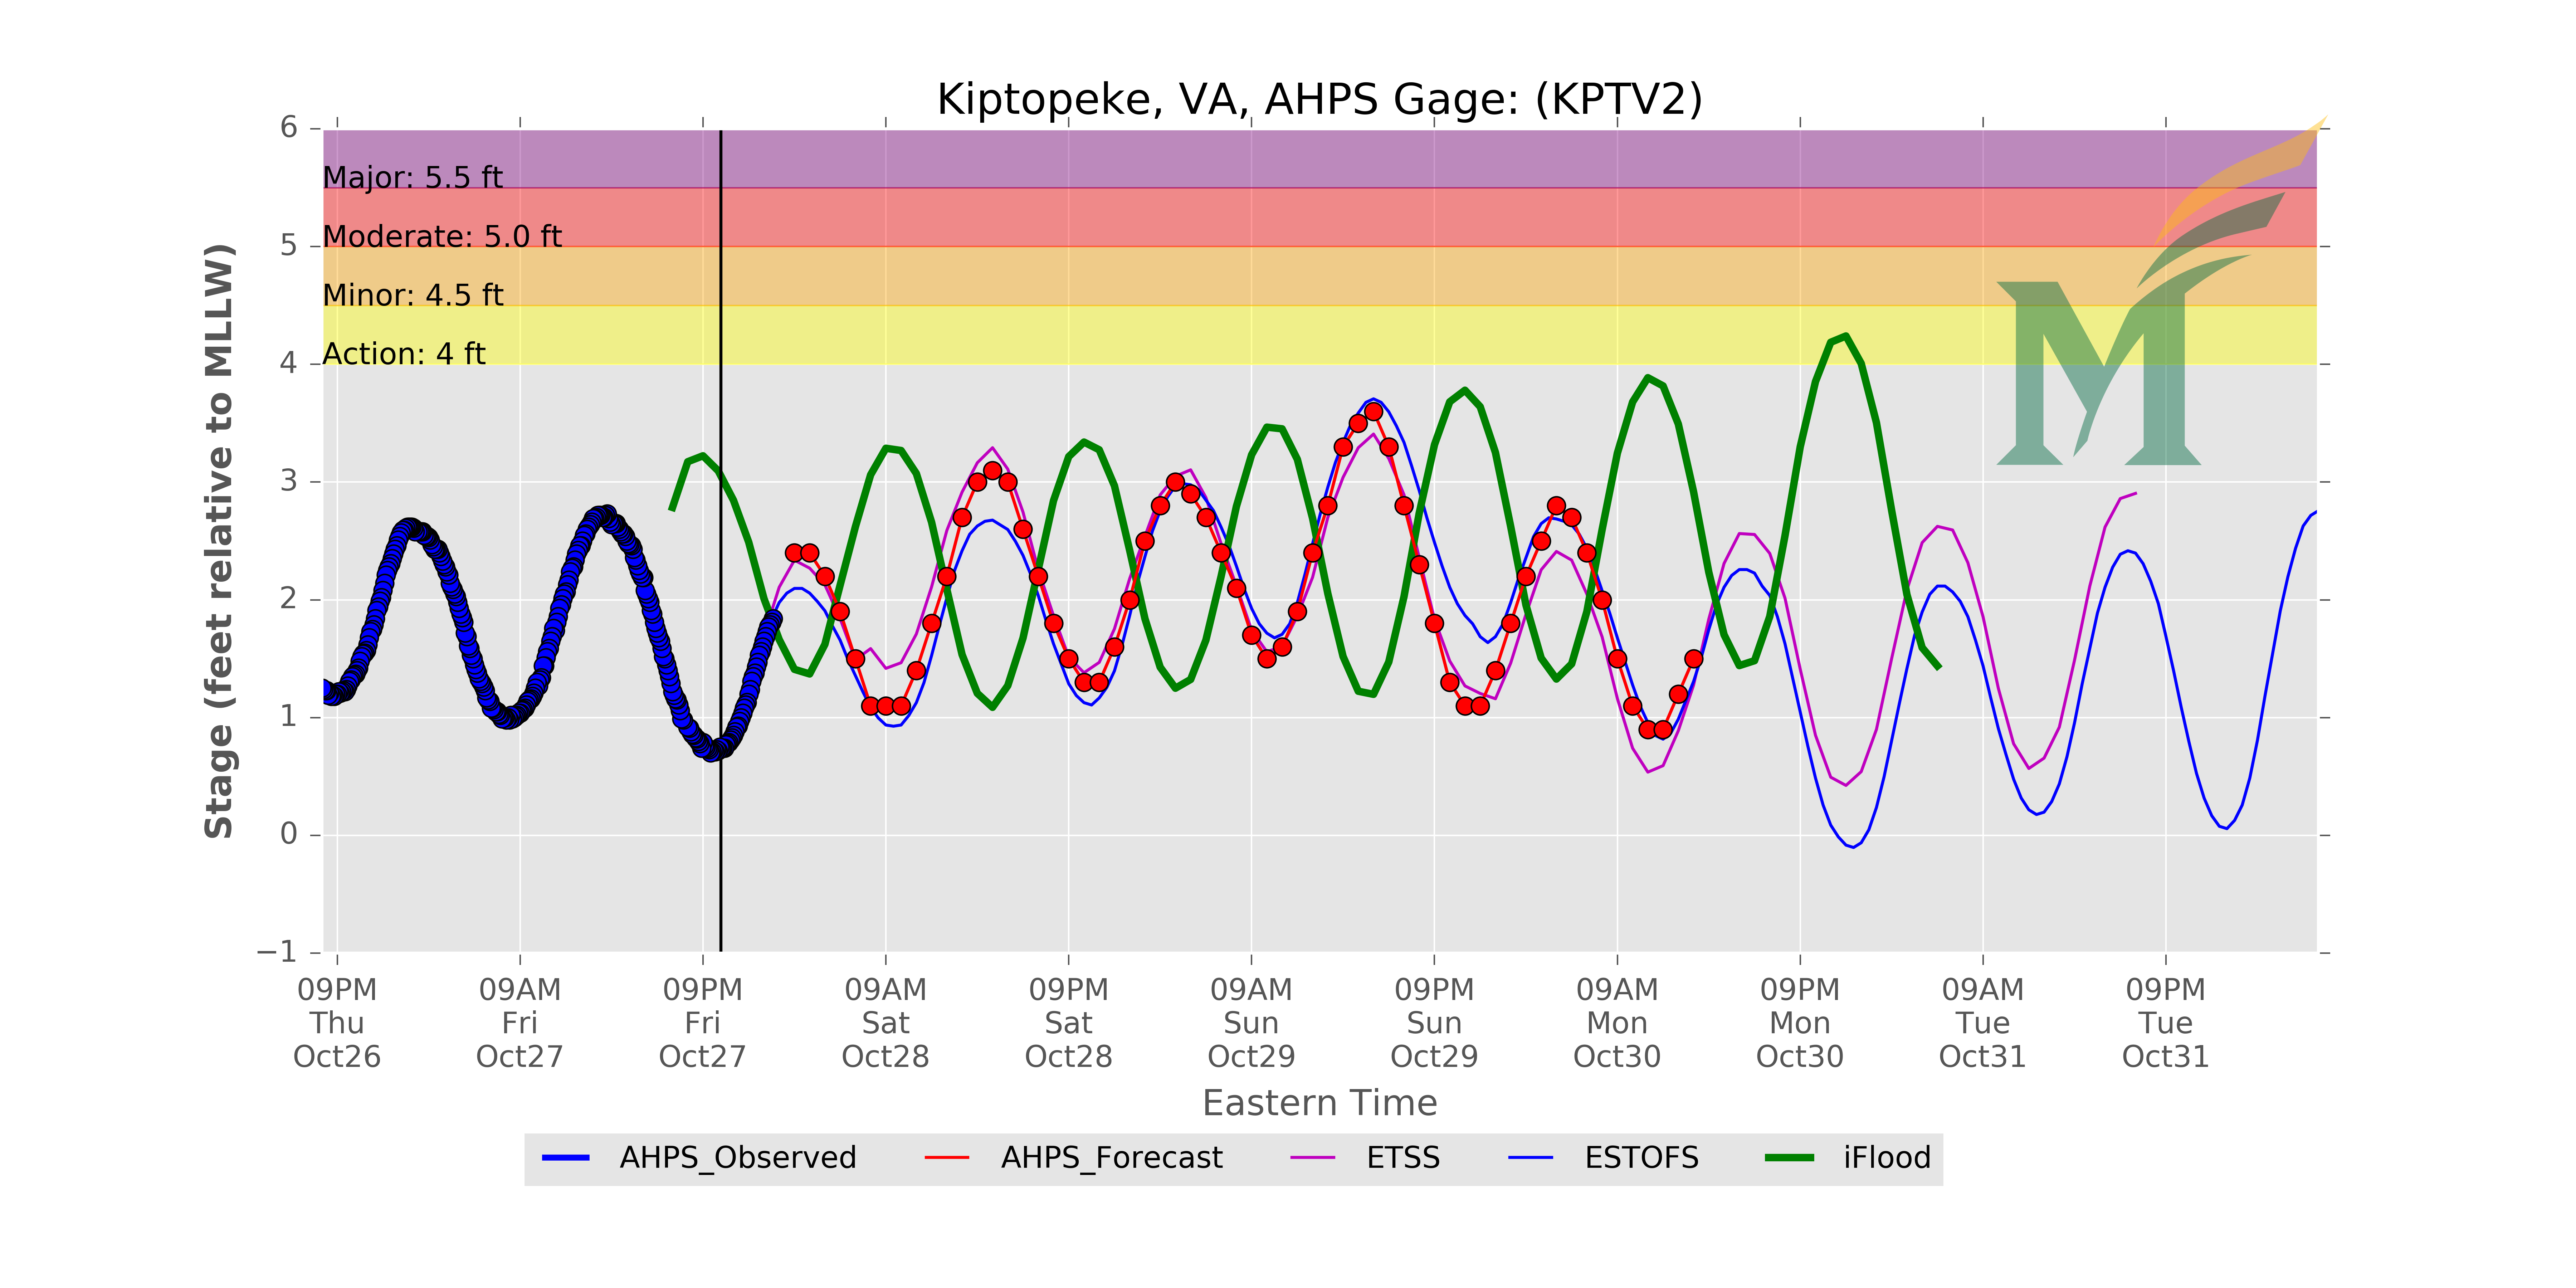 Kiptopeke, VA, AHPS Gage: (KPTV2)
6
5
4
3
2
1
0
−1
Stage (feet relative to MLLW)
Major: 5.5 ft
Moderate: 5.0 ft
Minor: 4.5 ft
Action: 4 ft
M
09PM 09AM 09PM 09AM 09PM 09AM 09PM 09AM 09PM 09AM 09PM
Thu Fri Fri Sat Sat Sun Sun Mon Mon Tue Tue
Oct26 Oct27 Oct27 Oct28 Oct28 Oct29 Oct29 Oct30 Oct30 Oct31 Oct31
Eastern Time
AHPS_Observed AHPS_Forecast ETSS ESTOFS iFlood